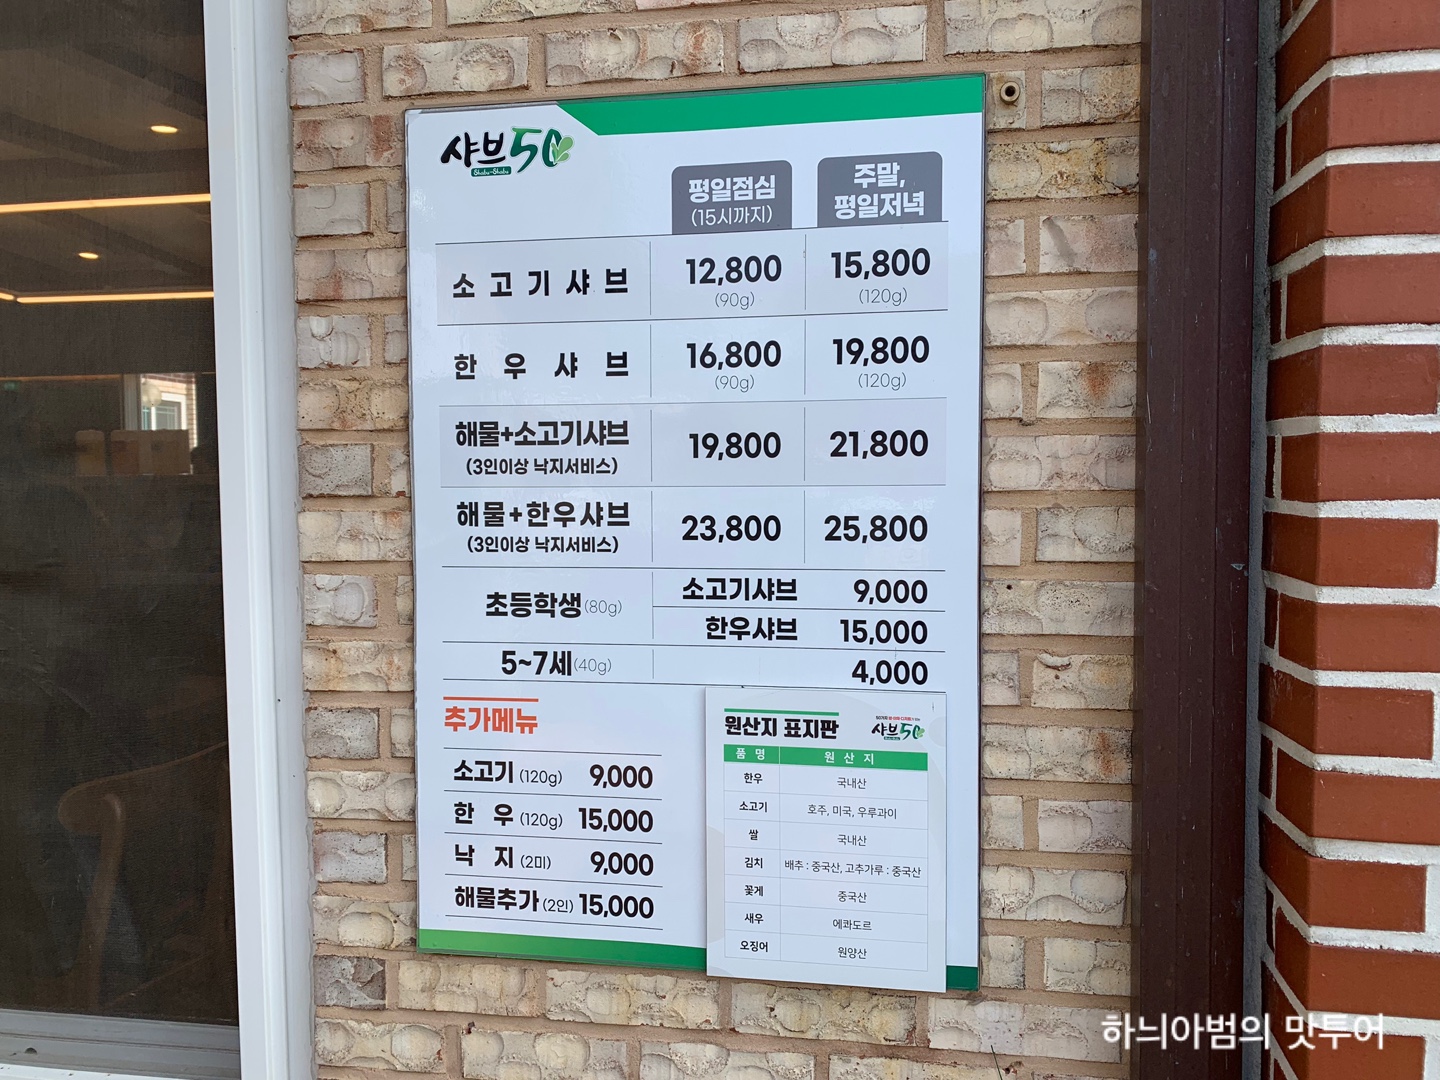 샤브50
Shabu-Shabu
평일점심
(15시까지)
주말,
평일저녁
소고기샤브 12,800 15,800
(90g) (120g)
한우샤브 16,800 19,800
(90g) (120g)
해물+소고기샤브 19,800 21,800
(3인이상 낙지서비스)
해물+한우샤브 23,800 25,800
(3인이상 낙지서비스)
초등학생(80g) 소고기샤브 9,000
한우샤브 15,000
5~7세(40g) 4,000
추가메뉴
소고기 (120g) 9,000
한우 (120g) 15,000
낙지 (2미) 9,000
해물추가 (2인) 15,000
원산지 표지판
샤브50
품명 원산지
한우 국내산
소고기 호주, 미국, 우루과이
쌀 국내산
김치 배추 : 중국산, 고추가루 : 중국산
꽃게 중국산
새우 에콰도르
오징어 원양산
하늬아범의 맛투어